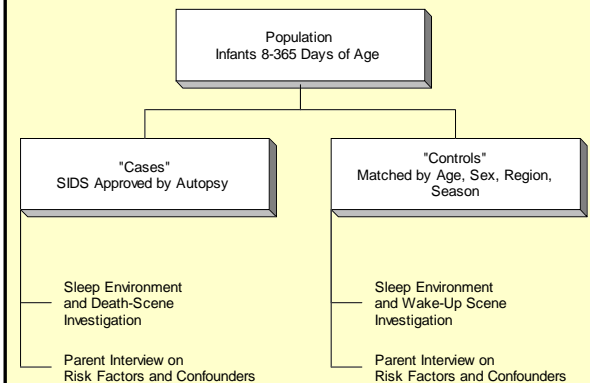 Population
Infants 8-365 Days of Age
"Cases"
SIDS Approved by Autopsy
"Controls"
Matched by Age, Sex, Region,
Season
Sleep Environment
and Death-Scene
Investigation
Parent Interview on
Risk Factors and Confounders
Sleep Environment
and Wake-Up Scene
Investigation
Parent Interview on
Risk Factors and Confounders